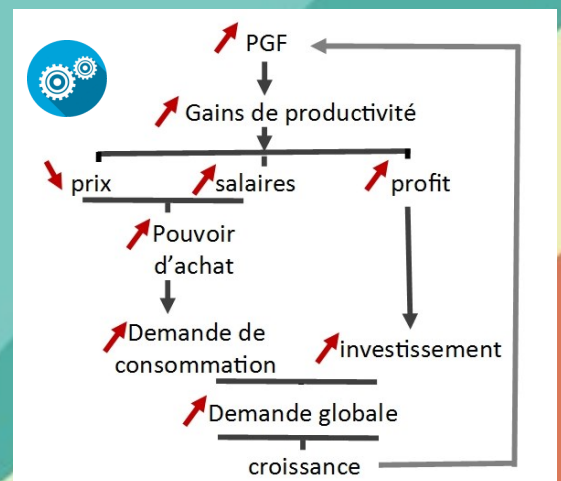 PGF
Gains de productivité
prix
salaires
profit
Pouvoir
d’achat
Demande de
consommation
investissement
Demande globale
croissance